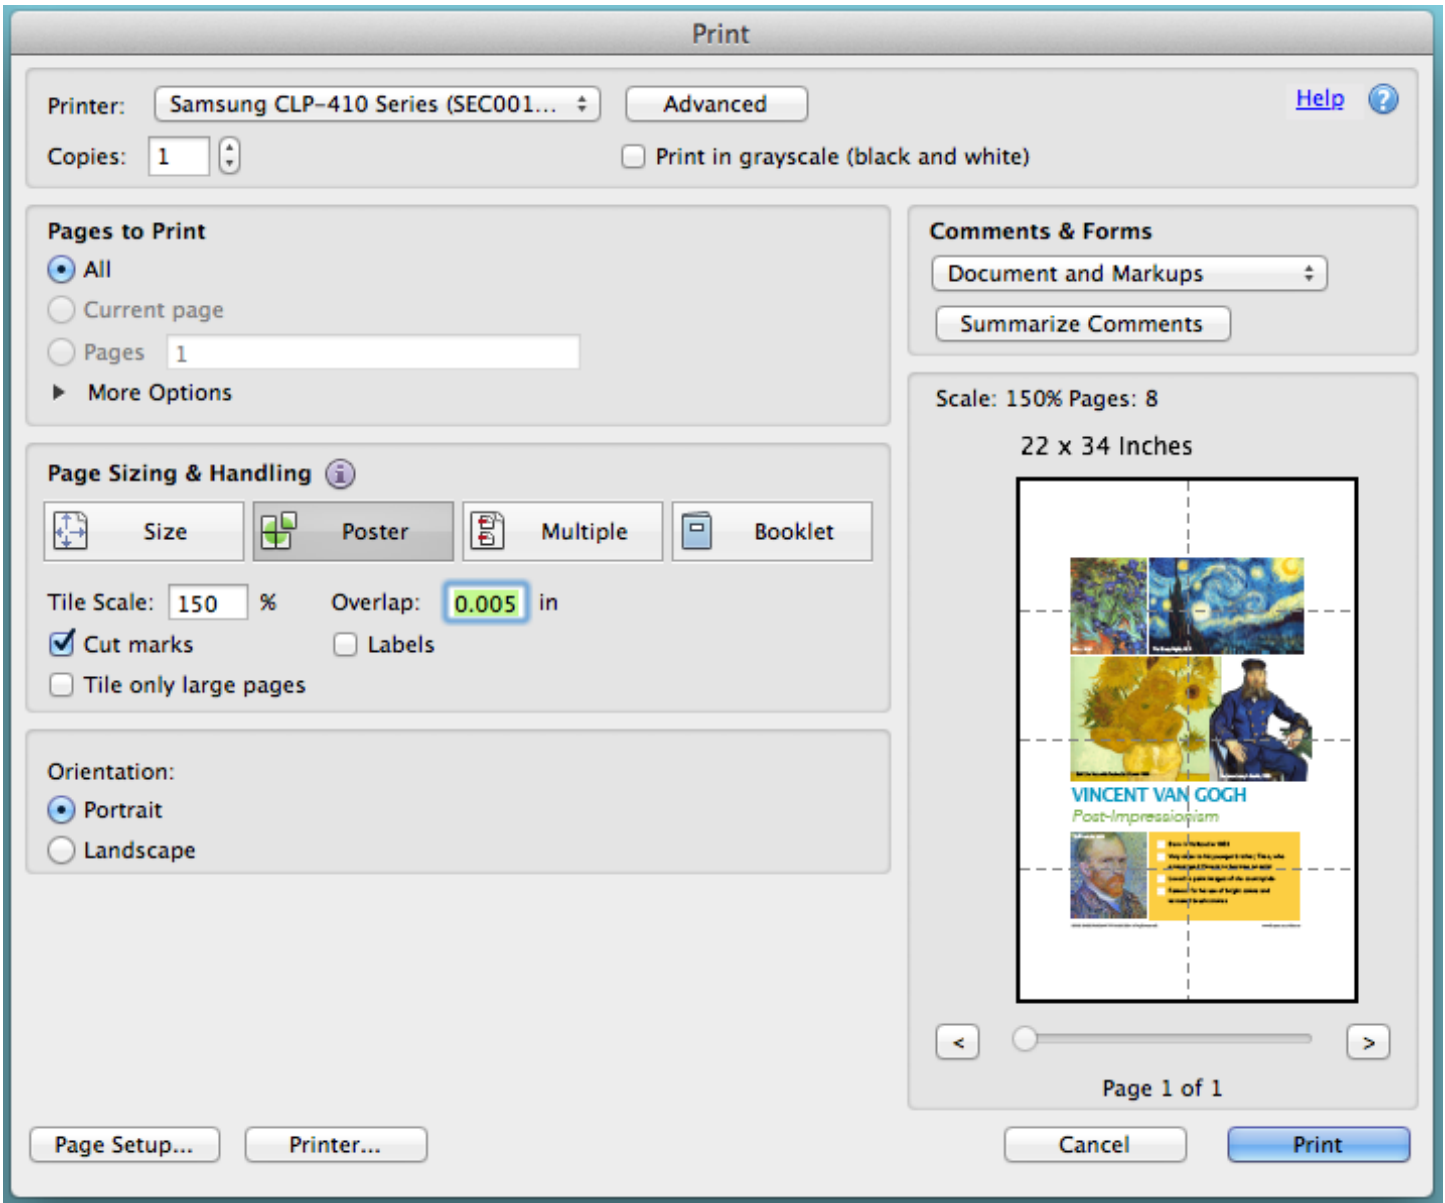 Print
Printer: Samsung CLP-410 Series (SEC001... Advanced Help ?
Copies: 1 Print in grayscale (black and white)
Pages to Print
All
Current page
Pages 1
More Options
Comments & Forms
Document and Markups
Summarize Comments
Page Sizing & Handling i
Size Poster Multiple Booklet
Tile Scale: 150 % Overlap: 0.005 in
Cut marks Labels
Tile only large pages
Orientation:
Portrait
Landscape
Scale: 150% Pages: 8
22 x 34 Inches
VINCENT VAN GOGH
Post-Impressionism
< >
Page 1 of 1
Page Setup... Printer... Cancel Print